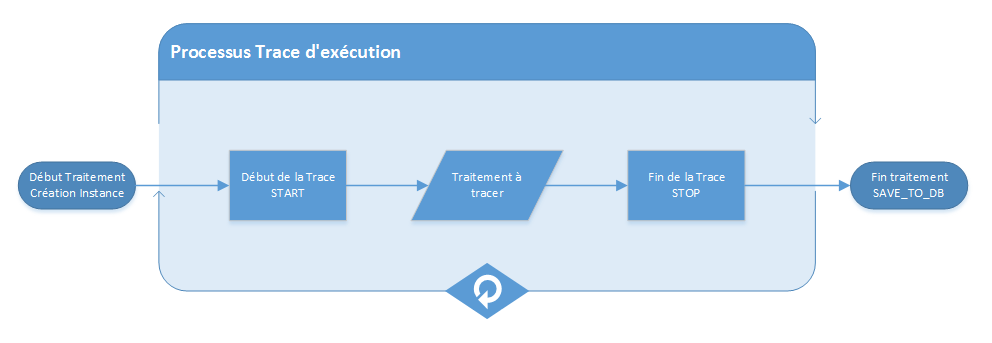 Processus Trace d'exécution
Début Traitement
Création Instance
Début de la Trace
START
Traitement à
tracer
Fin de la Trace
STOP
Fin traitement
SAVE_TO_DB